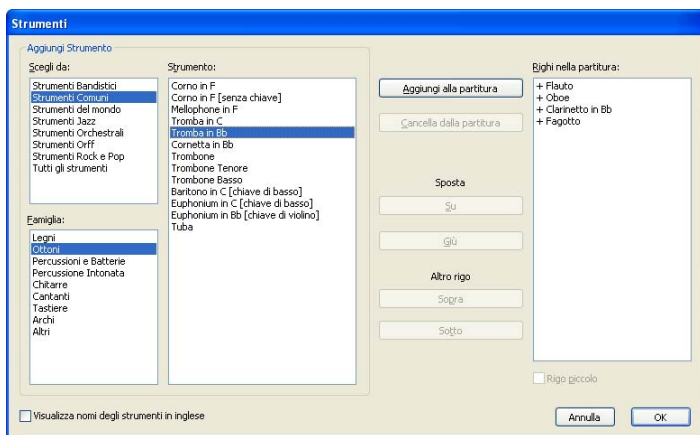 Strumenti
Aggiungi Strumento
Scegli da:
Strumenti Bandistici
Strumenti Comuni
Strumenti del mondo
Strumenti Jazz
Strumenti Orchestrali
Strumenti Orff
Strumenti Rock e Pop
Tutti gli strumenti
Famiglia:
Legni
Ottoni
Percussioni e Batterie
Percussione Intonata
Chitarre
Cantanti
Tastiere
Archi
Altri
Strumento:
Corno in F
Corno in F [senza chiave]
Mellophone in F
Tromba in C
Tromba in Bb
Cornetta in Bb
Trombone
Trombone Tenore
Trombone Basso
Baritono in C [chiave di basso]
Euphonium in C [chiave di basso]
Euphonium in Bb [chiave di violino]
Tuba
Aggiungi alla partitura
Cancella dalla partitura
Sposta
Su
Giù
Altro rigo
Sopra
Sotto
Righi nella partitura:
+ Flauto
+ Oboe
+ Clarinetto in Bb
+ Fagotto
Rigo piccolo
Visualizza nomi degli strumenti in inglese
Annulla
OK